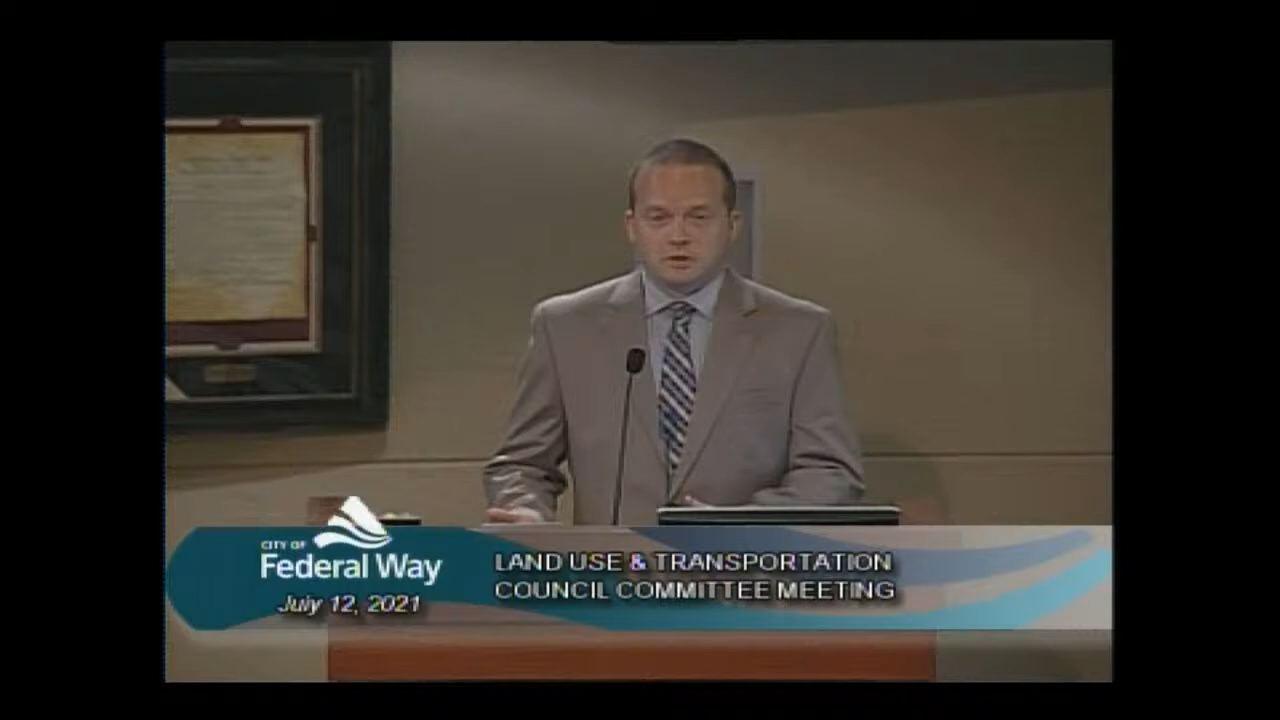 CITY OF
Federal Way
July 12, 2021
LAND USE & TRANSPORTATION
COUNCIL COMMITTEE MEETING